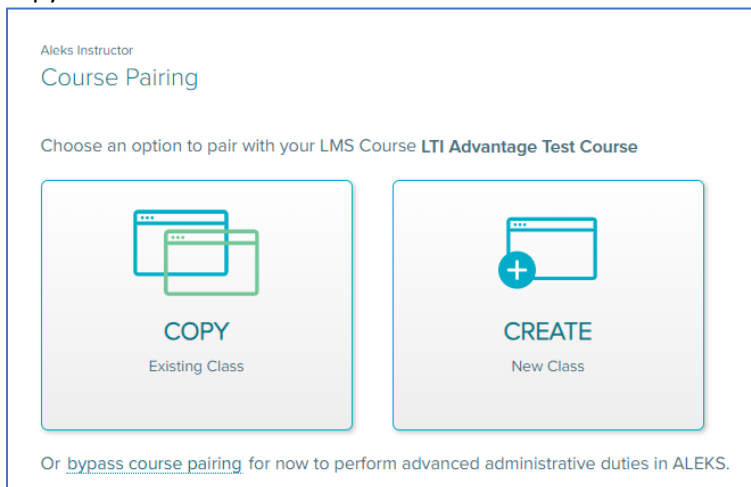 Aleks Instructor
Course Pairing
Choose an option to pair with your LMS Course LTI Advantage Test Course
COPY
Existing Class
CREATE
New Class
Or bypass course pairing for now to perform advanced administrative duties in ALEKS.